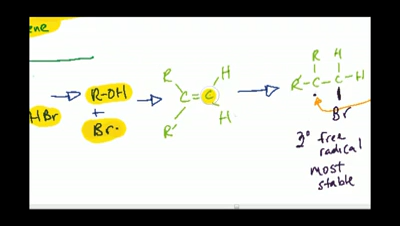 ene
HBr
R-OH
+
Br·
R
H
C=C
R'
H
R
H
R-C-C-H
·
Br
3° free
radical
most
stable